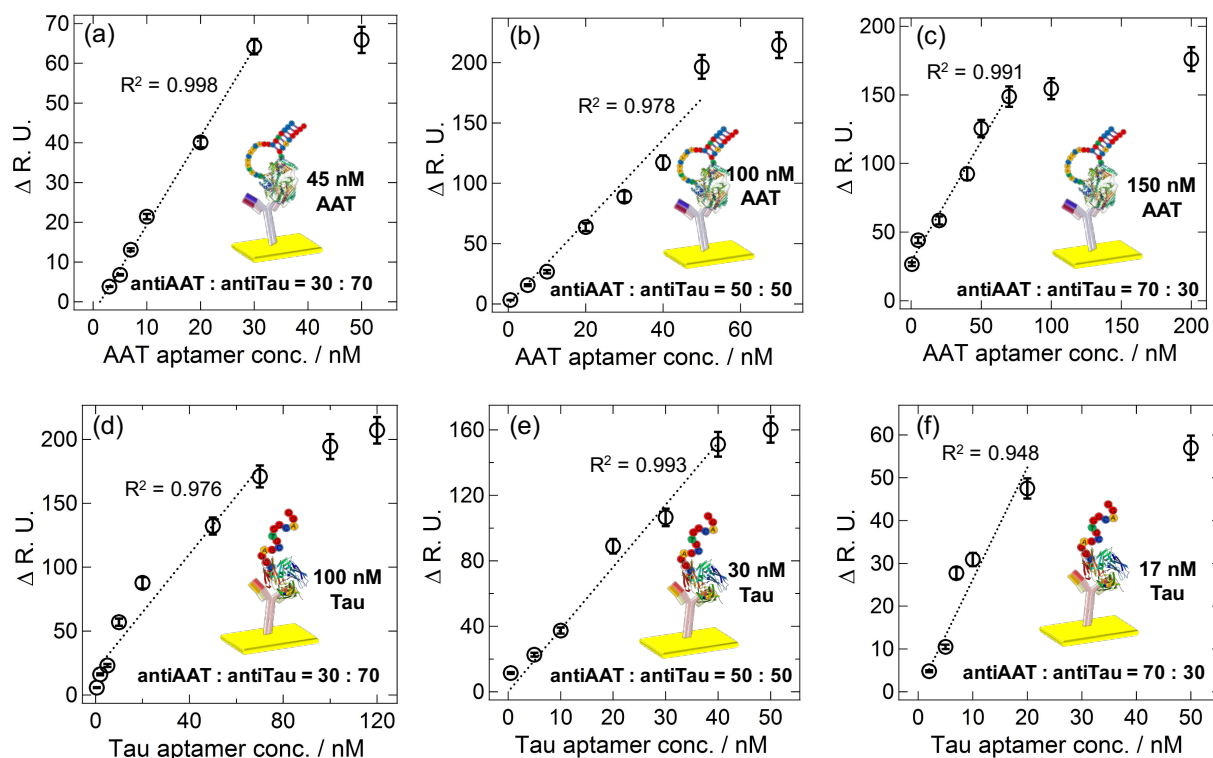 (a)
R² = 0.998
45 nM
AAT
antiAAT : antiTau = 30 : 70
Δ R. U.
70
60
50
40
30
20
10
0
0 10 20 30 40 50
AAT aptamer conc. / nM
(b)
R² = 0.978
100 nM
AAT
antiAAT : antiTau = 50 : 50
Δ R. U.
200
150
100
50
0
0 20 40 60
AAT aptamer conc. / nM
(c)
R² = 0.991
150 nM
AAT
antiAAT : antiTau = 70 : 30
Δ R. U.
200
150
100
50
0
0 50 100 150 200
AAT aptamer conc. / nM
(d)
R² = 0.976
100 nM
Tau
antiAAT : antiTau = 30 : 70
Δ R. U.
200
150
100
50
0
0 40 80 120
Tau aptamer conc. / nM
(e)
R² = 0.993
30 nM
Tau
antiAAT : antiTau = 50 : 50
Δ R. U.
160
120
80
40
0
0 10 20 30 40 50
Tau aptamer conc. / nM
(f)
R² = 0.948
17 nM
Tau
antiAAT : antiTau = 70 : 30
Δ R. U.
60
50
40
30
20
10
0
0 10 20 30 40 50
Tau aptamer conc. / nM